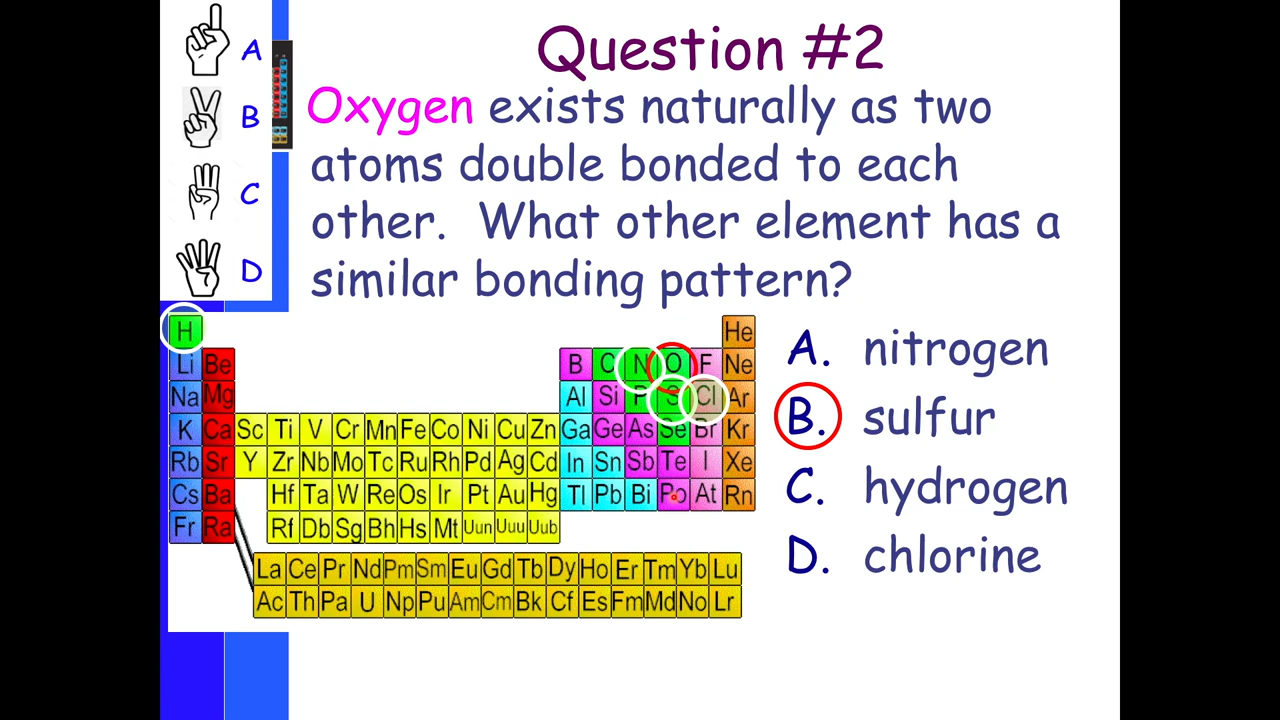 Question #2
A
B
C
D
Oxygen exists naturally as two
atoms double bonded to each
other. What other element has a
similar bonding pattern?
H He
Li Be B C N O F Ne
Na Mg Al Si P S Cl Ar
K Ca Sc Ti V Cr Mn Fe Co Ni Cu Zn Ga Ge As Se Br Kr
Rb Sr Y Zr Nb Mo Tc Ru Rh Pd Ag Cd In Sn Sb Te I Xe
Cs Ba Hf Ta W Re Os Ir Pt Au Hg Tl Pb Bi Po At Rn
Fr Ra Rf Db Sg Bh Hs Mt Uun Uuu Uub
La Ce Pr Nd Pm Sm Eu Gd Tb Dy Ho Er Tm Yb Lu
Ac Th Pa U Np Pu Am Cm Bk Cf Es Fm Md No Lr
A. nitrogen
B. sulfur
C. hydrogen
D. chlorine